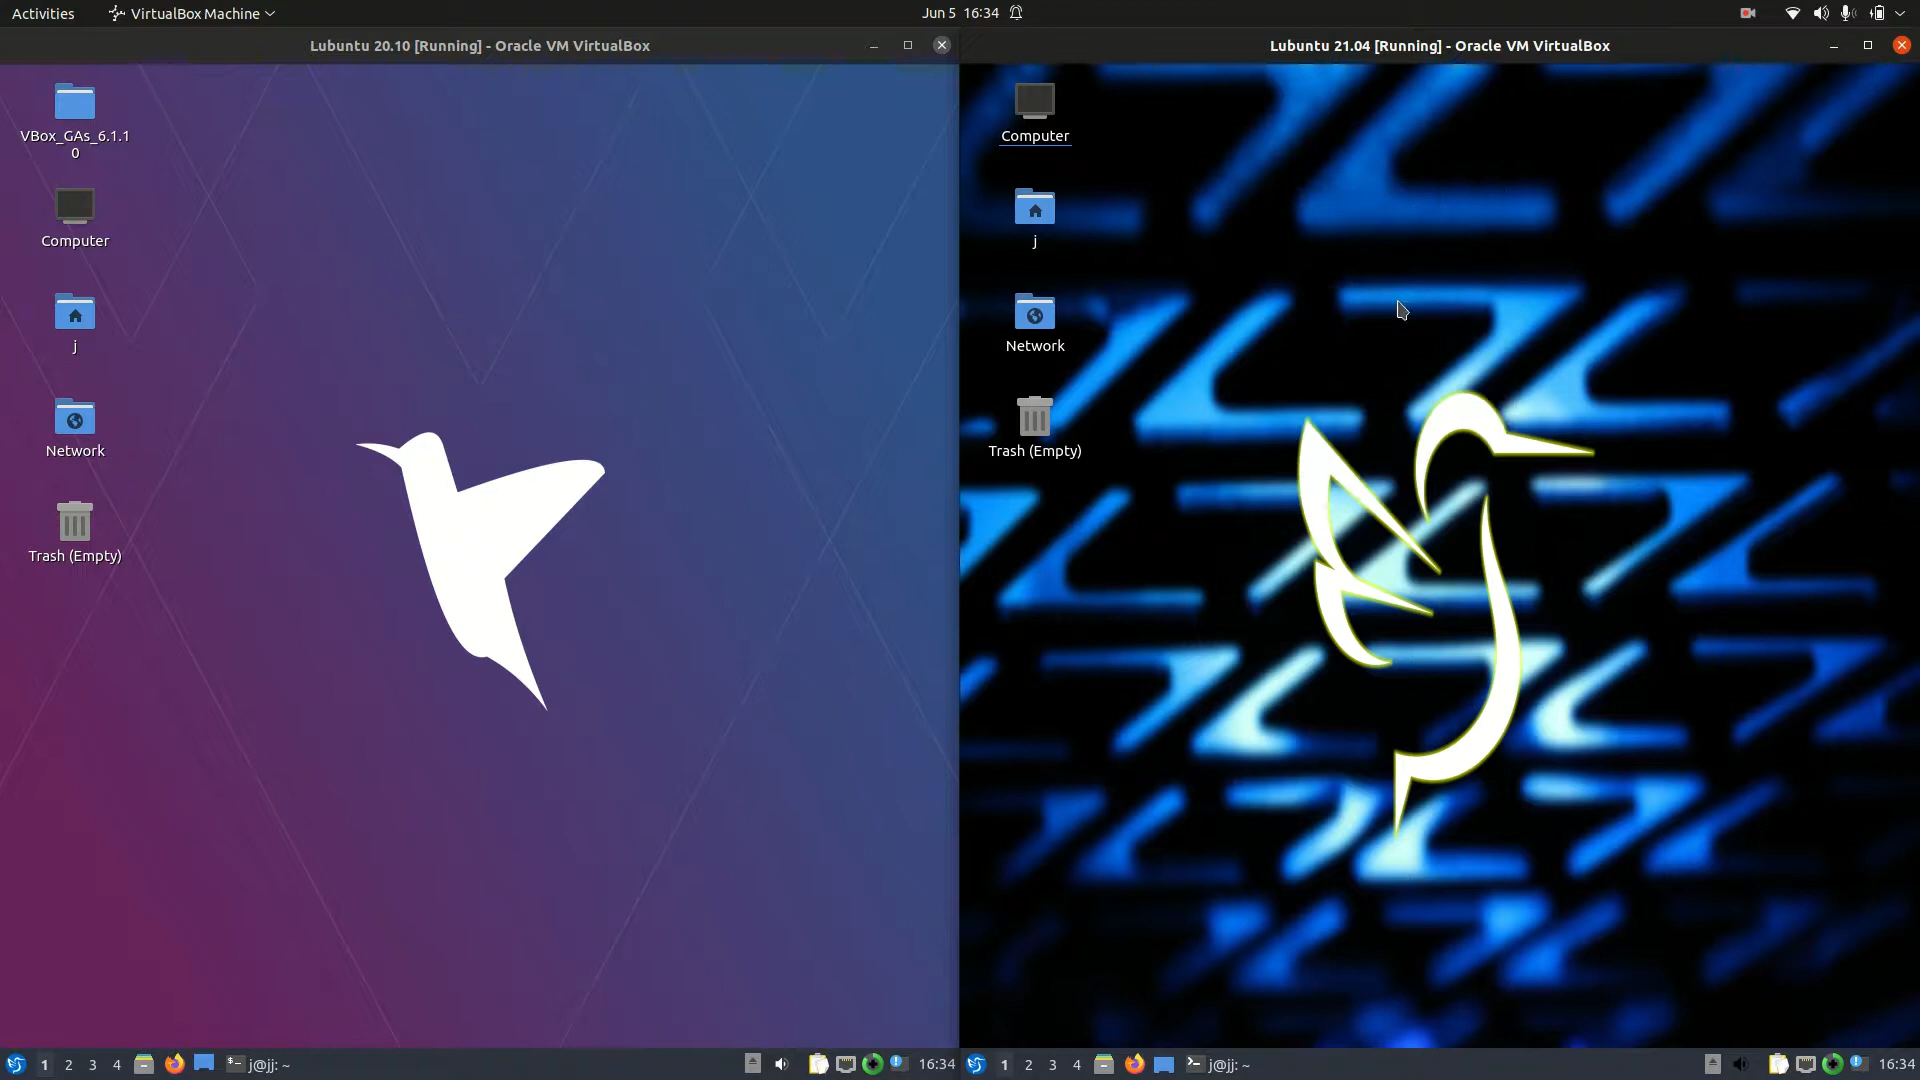 Activities
VirtualBox Machine
Jun 5 16:34
Lubuntu 20.10 [Running] - Oracle VM VirtualBox
Lubuntu 21.04 [Running] - Oracle VM VirtualBox
VBox_GAs_6.1.1
0
Computer
j
Network
Trash (Empty)
Computer
j
Network
Trash (Empty)
1 2 3 4 j@jj: ~ 16:34
1 2 3 4 j@jj: ~ 16:34